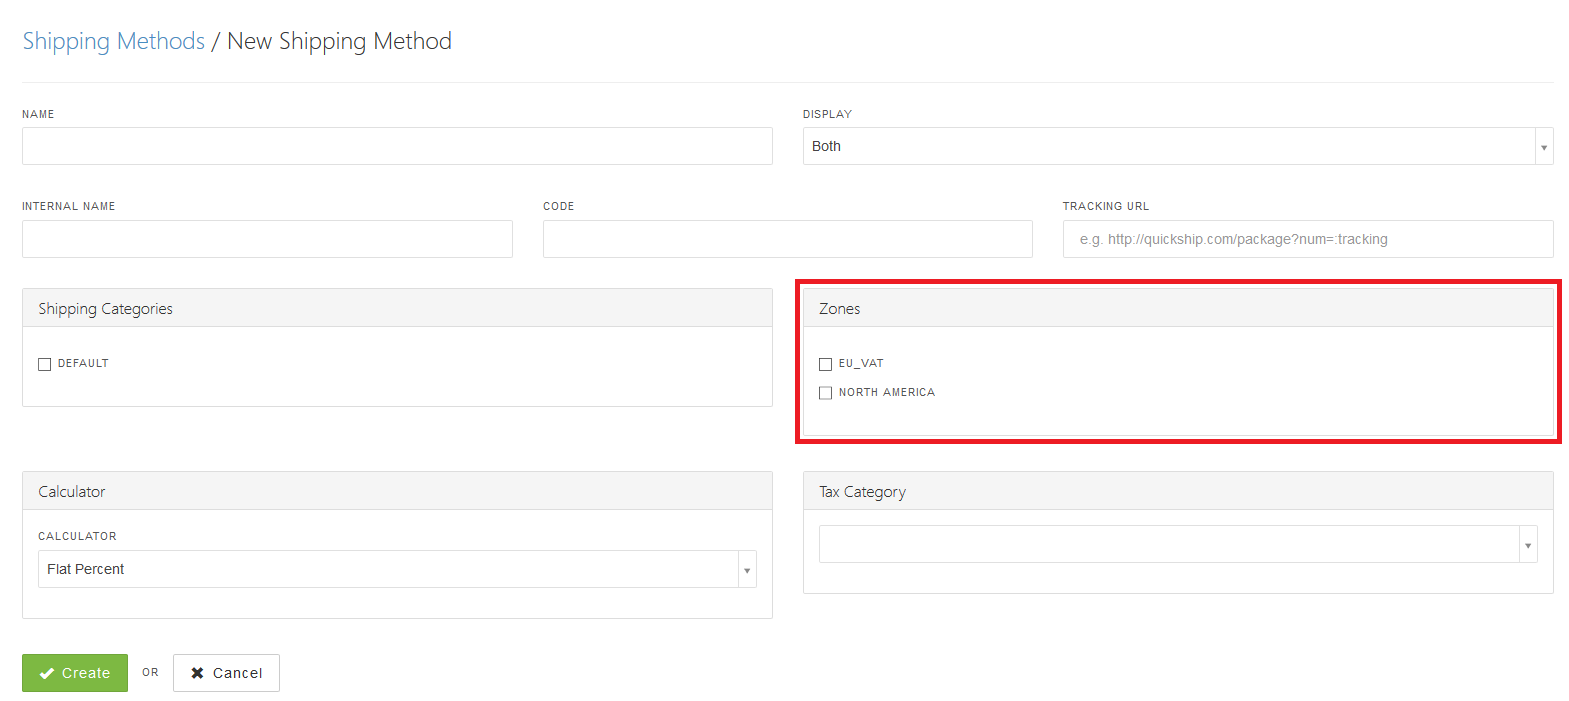 Shipping Methods / New Shipping Method
NAME
DISPLAY
Both
INTERNAL NAME
CODE
TRACKING URL
e.g. http://quickship.com/package?num=:tracking
Shipping Categories
DEFAULT
Zones
EU_VAT
NORTH AMERICA
Calculator
CALCULATOR
Flat Percent
Tax Category
Create OR Cancel